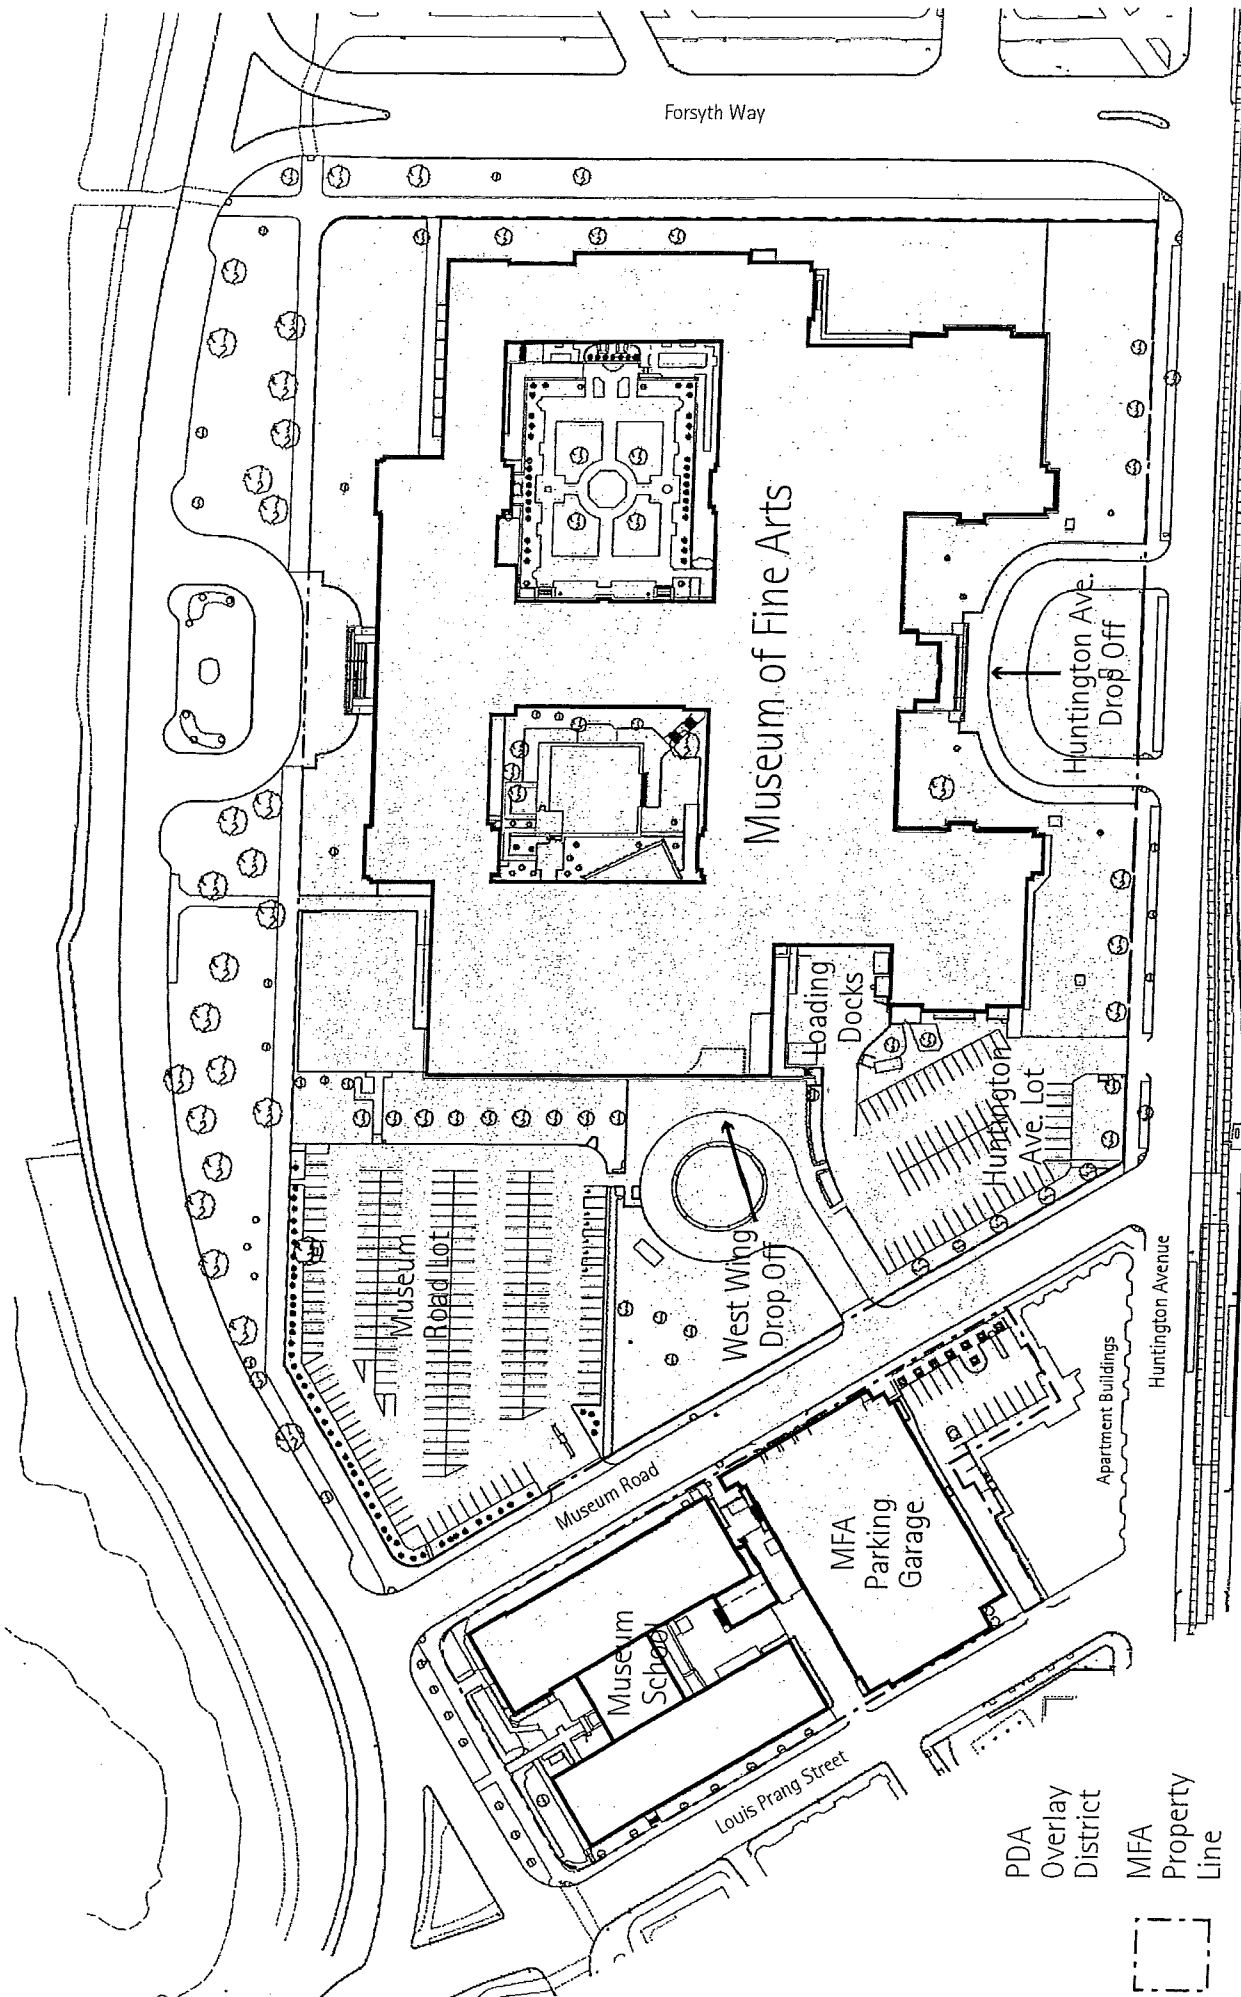 Forsyth Way
Museum of Fine Arts
Huntington Ave.
Drop Off
Loading
Docks
Huntington
Ave. Lot
Museum
Road Lot
West Wing
Drop Off
Museum Road
Huntington Avenue
Apartment Buildings
MFA
Parking
Garage
Museum
School
Louis Prang Street
PDA
Overlay
District
MFA
Property
Line